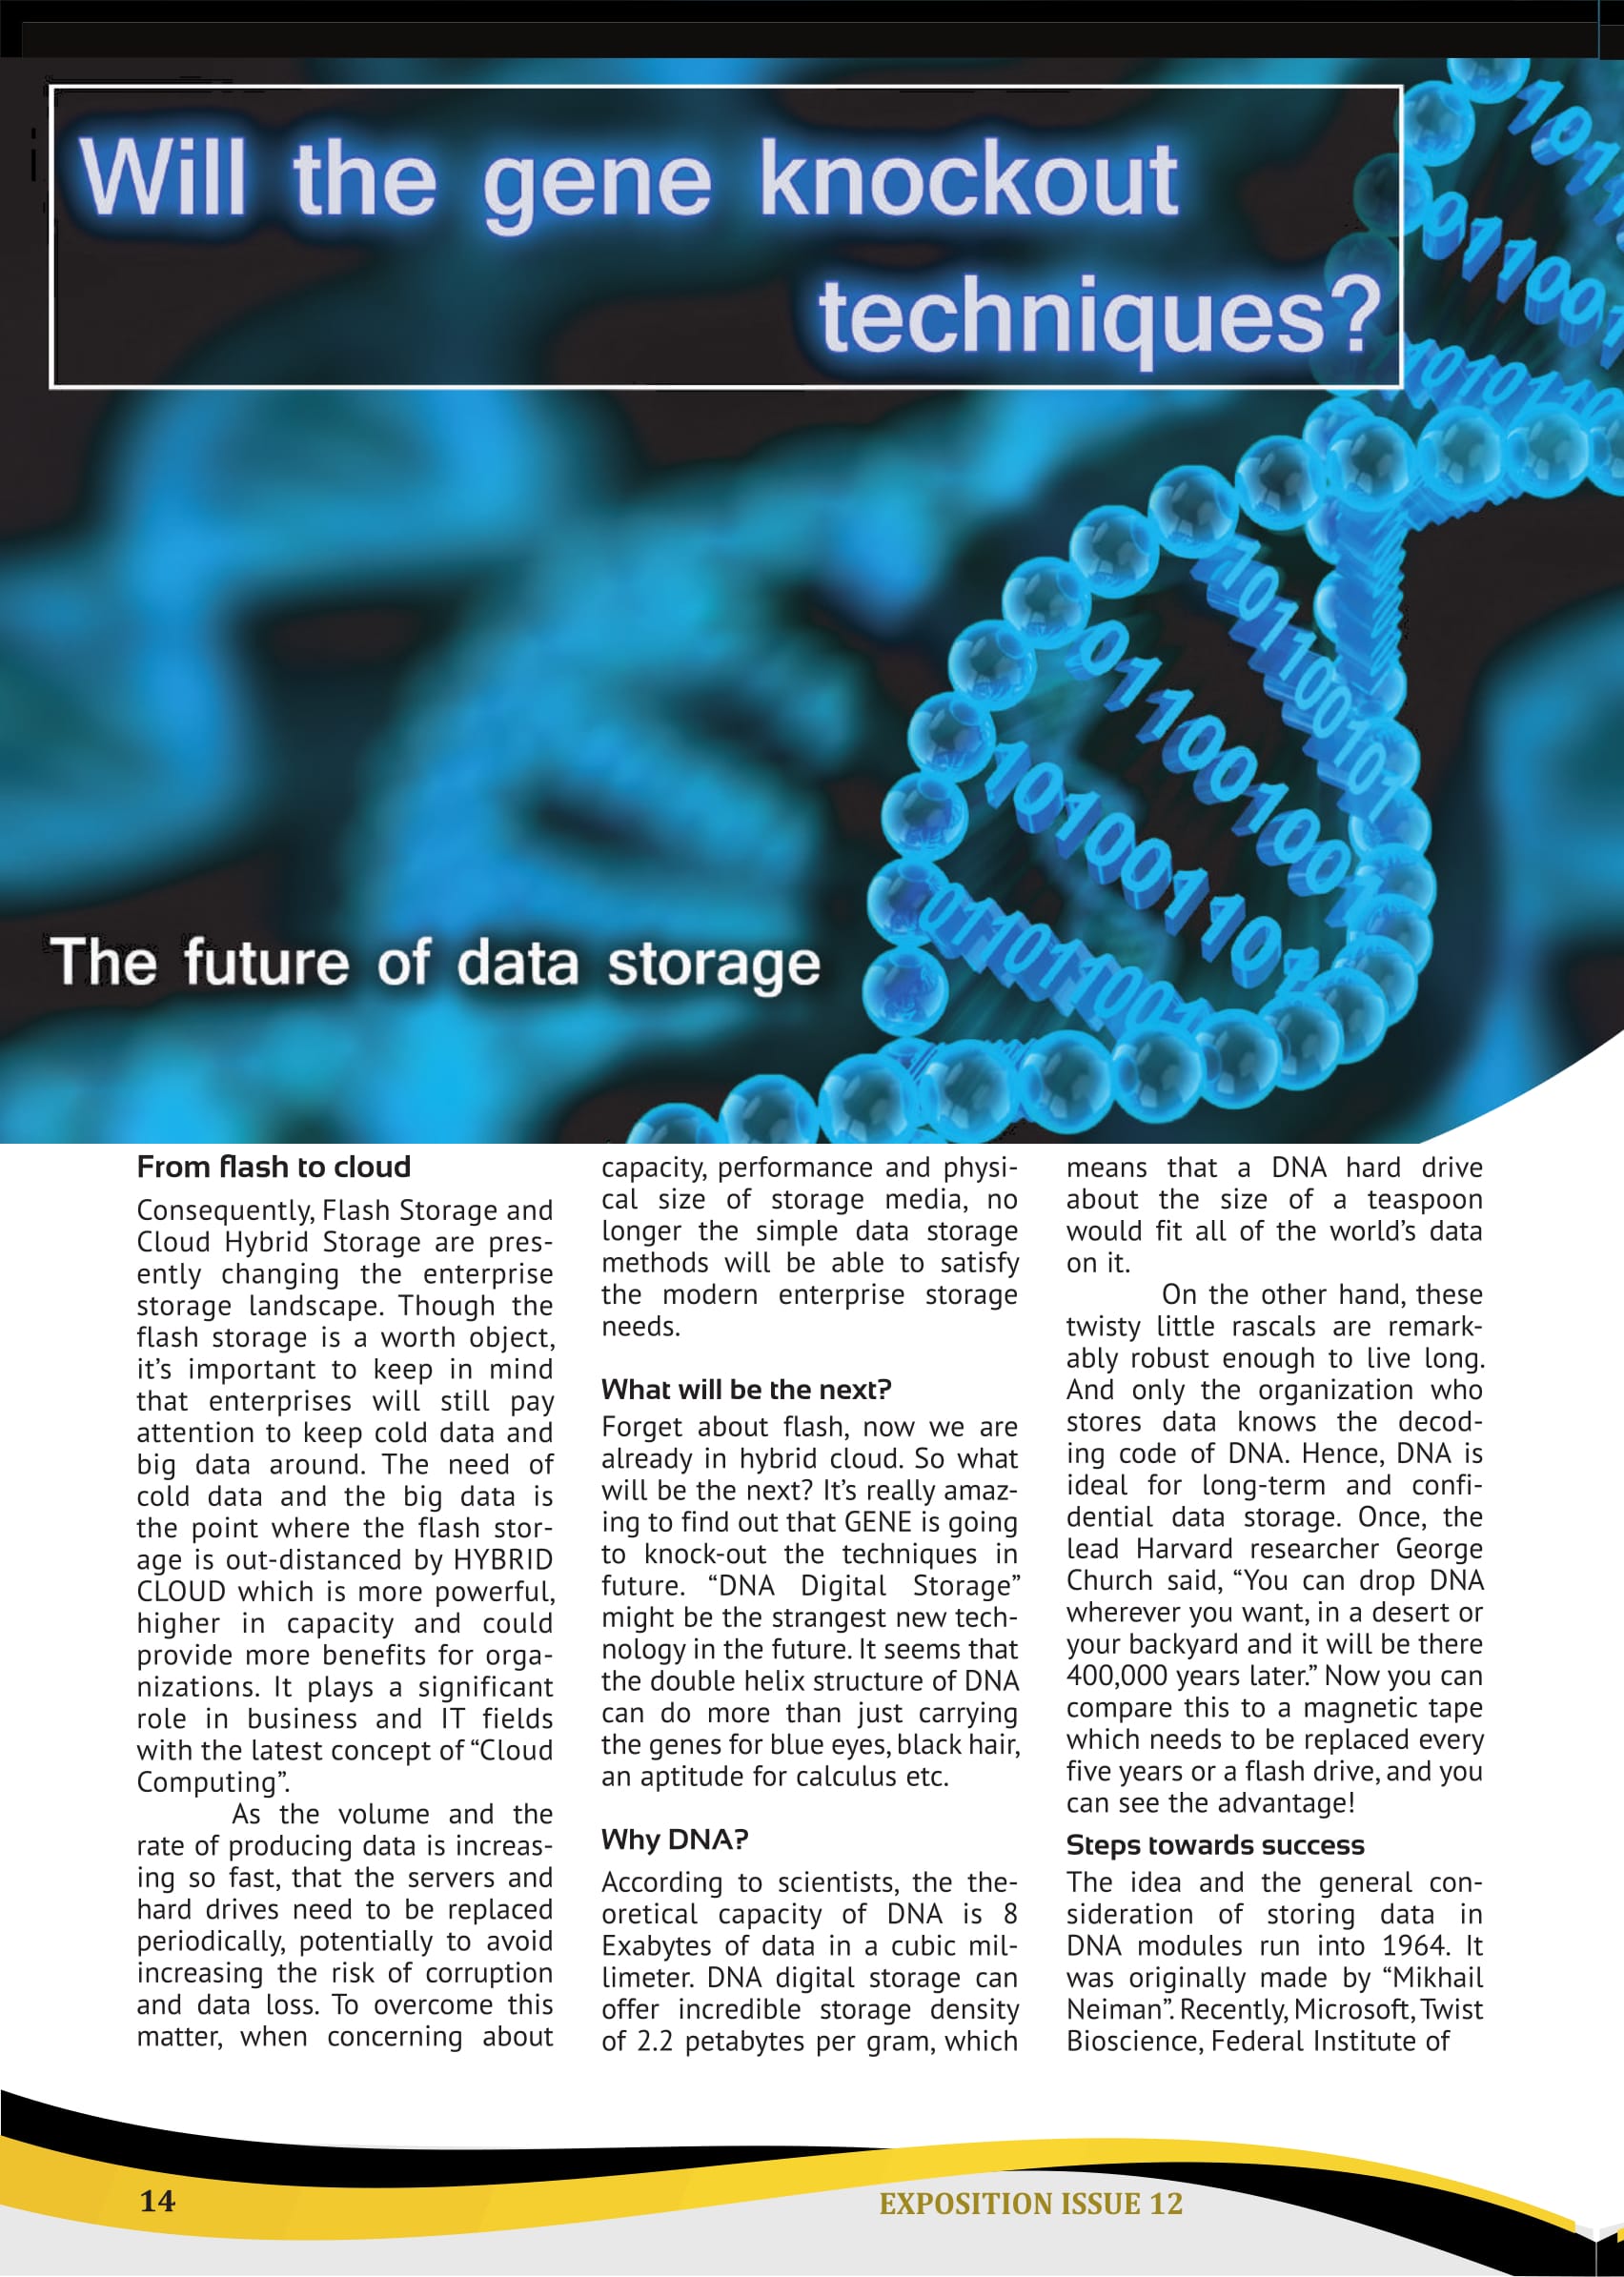 Will the gene knockout
techniques?
The future of data storage
From flash to cloud
Consequently, Flash Storage and
Cloud Hybrid Storage are pres-
ently changing the enterprise
storage landscape. Though the
flash storage is a worth object,
it's important to keep in mind
that enterprises will still pay
attention to keep cold data and
big data around. The need of
cold data and the big data is
the point where the flash stor-
age is out-distanced by HYBRID
CLOUD which is more powerful,
higher in capacity and could
provide more benefits for orga-
nizations. It plays a significant
role in business and IT fields
with the latest concept of “Cloud
Computing”.
As the volume and the
rate of producing data is increas-
ing so fast, that the servers and
hard drives need to be replaced
periodically, potentially to avoid
increasing the risk of corruption
and data loss. To overcome this
matter, when concerning about
capacity, performance and physi-
cal size of storage media, no
longer the simple data storage
methods will be able to satisfy
the modern enterprise storage
needs.
What will be the next?
Forget about flash, now we are
already in hybrid cloud. So what
will be the next? It's really amaz-
ing to find out that GENE is going
to knock-out the techniques in
future. “DNA Digital Storage”
might be the strangest new tech-
nology in the future. It seems that
the double helix structure of DNA
can do more than just carrying
the genes for blue eyes, black hair,
an aptitude for calculus etc.
Why DNA?
According to scientists, the the-
oretical capacity of DNA is 8
Exabytes of data in a cubic mil-
limeter. DNA digital storage can
offer incredible storage density
of 2.2 petabytes per gram, which
means that a DNA hard drive
about the size of a teaspoon
would fit all of the world's data
on it.
On the other hand, these
twisty little rascals are remark-
ably robust enough to live long.
And only the organization who
stores data knows the decod-
ing code of DNA. Hence, DNA is
ideal for long-term and confi-
dential data storage. Once, the
lead Harvard researcher George
Church said, “You can drop DNA
wherever you want, in a desert or
your backyard and it will be there
400,000 years later.” Now you can
compare this to a magnetic tape
which needs to be replaced every
five years or a flash drive, and you
can see the advantage!
Steps towards success
The idea and the general con-
sideration of storing data in
DNA modules run into 1964. It
was originally made by “Mikhail
Neiman”. Recently, Microsoft, Twist
Bioscience, Federal Institute of
14
EXPOSITION ISSUE 12